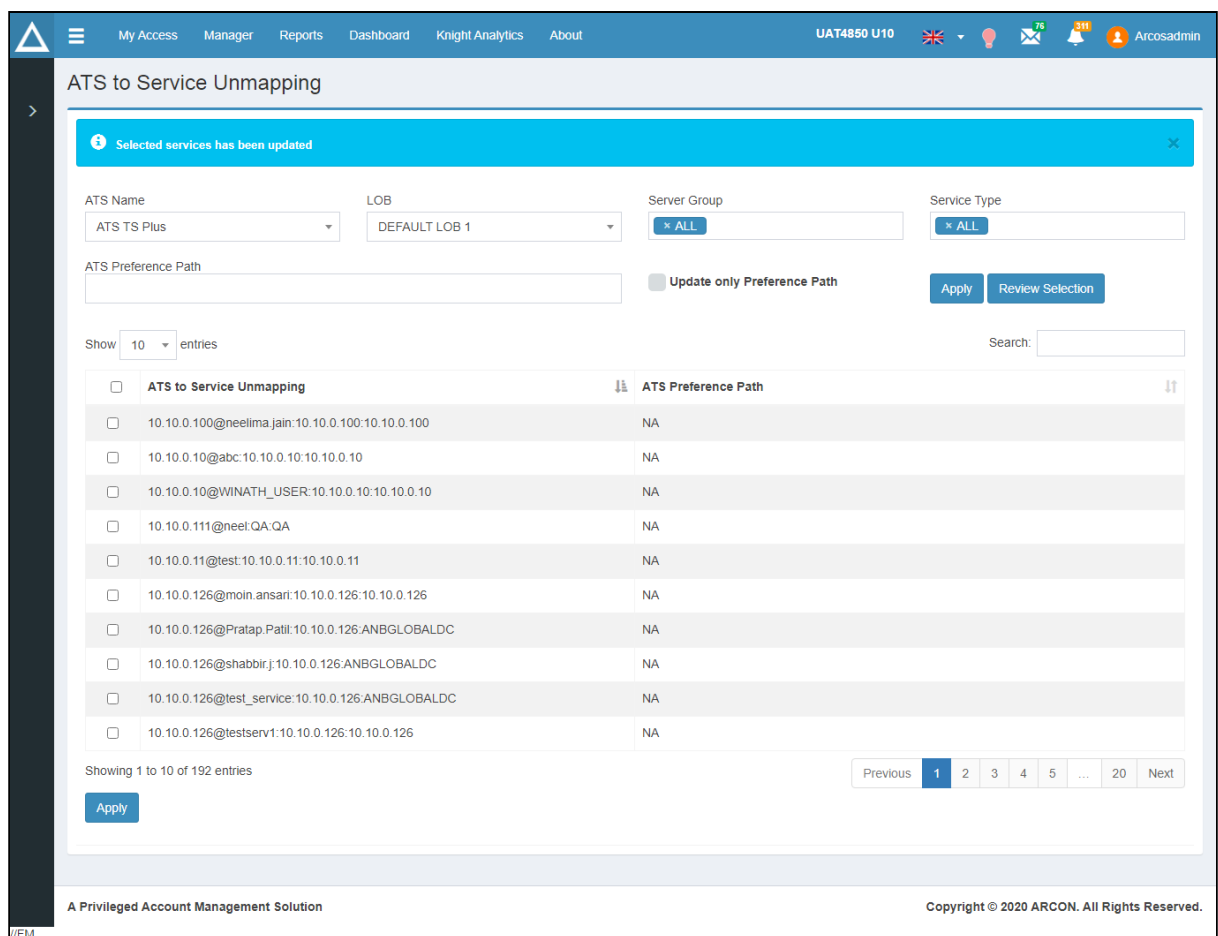 My Access Manager Reports Dashboard Knight Analytics About UAT4850 U10 76 311 Arcosadmin
ATS to Service Unmapping
Selected services has been updated ×
ATS Name LOB Server Group Service Type
ATS TS Plus DEFAULT LOB 1 × ALL × ALL
ATS Preference Path
Update only Preference Path Apply Review Selection
Show 10 entries Search:
ATS to Service Unmapping ATS Preference Path
10.10.0.100@neelima.jain:10.10.0.100:10.10.0.100 NA
10.10.0.10@abc:10.10.0.10:10.10.0.10 NA
10.10.0.10@WINATH_USER:10.10.0.10:10.10.0.10 NA
10.10.0.111@neel:QA:QA NA
10.10.0.11@test:10.10.0.11:10.10.0.11 NA
10.10.0.126@moin.ansari:10.10.0.126:10.10.0.126 NA
10.10.0.126@Pratap.Patil:10.10.0.126:ANBGLOBALDC NA
10.10.0.126@shabbir.j:10.10.0.126:ANBGLOBALDC NA
10.10.0.126@test_service:10.10.0.126:ANBGLOBALDC NA
10.10.0.126@testserv1:10.10.0.126:10.10.0.126 NA
Showing 1 to 10 of 192 entries Previous 1 2 3 4 5 ... 20 Next
Apply
A Privileged Account Management Solution Copyright © 2020 ARCON. All Rights Reserved.
//EM